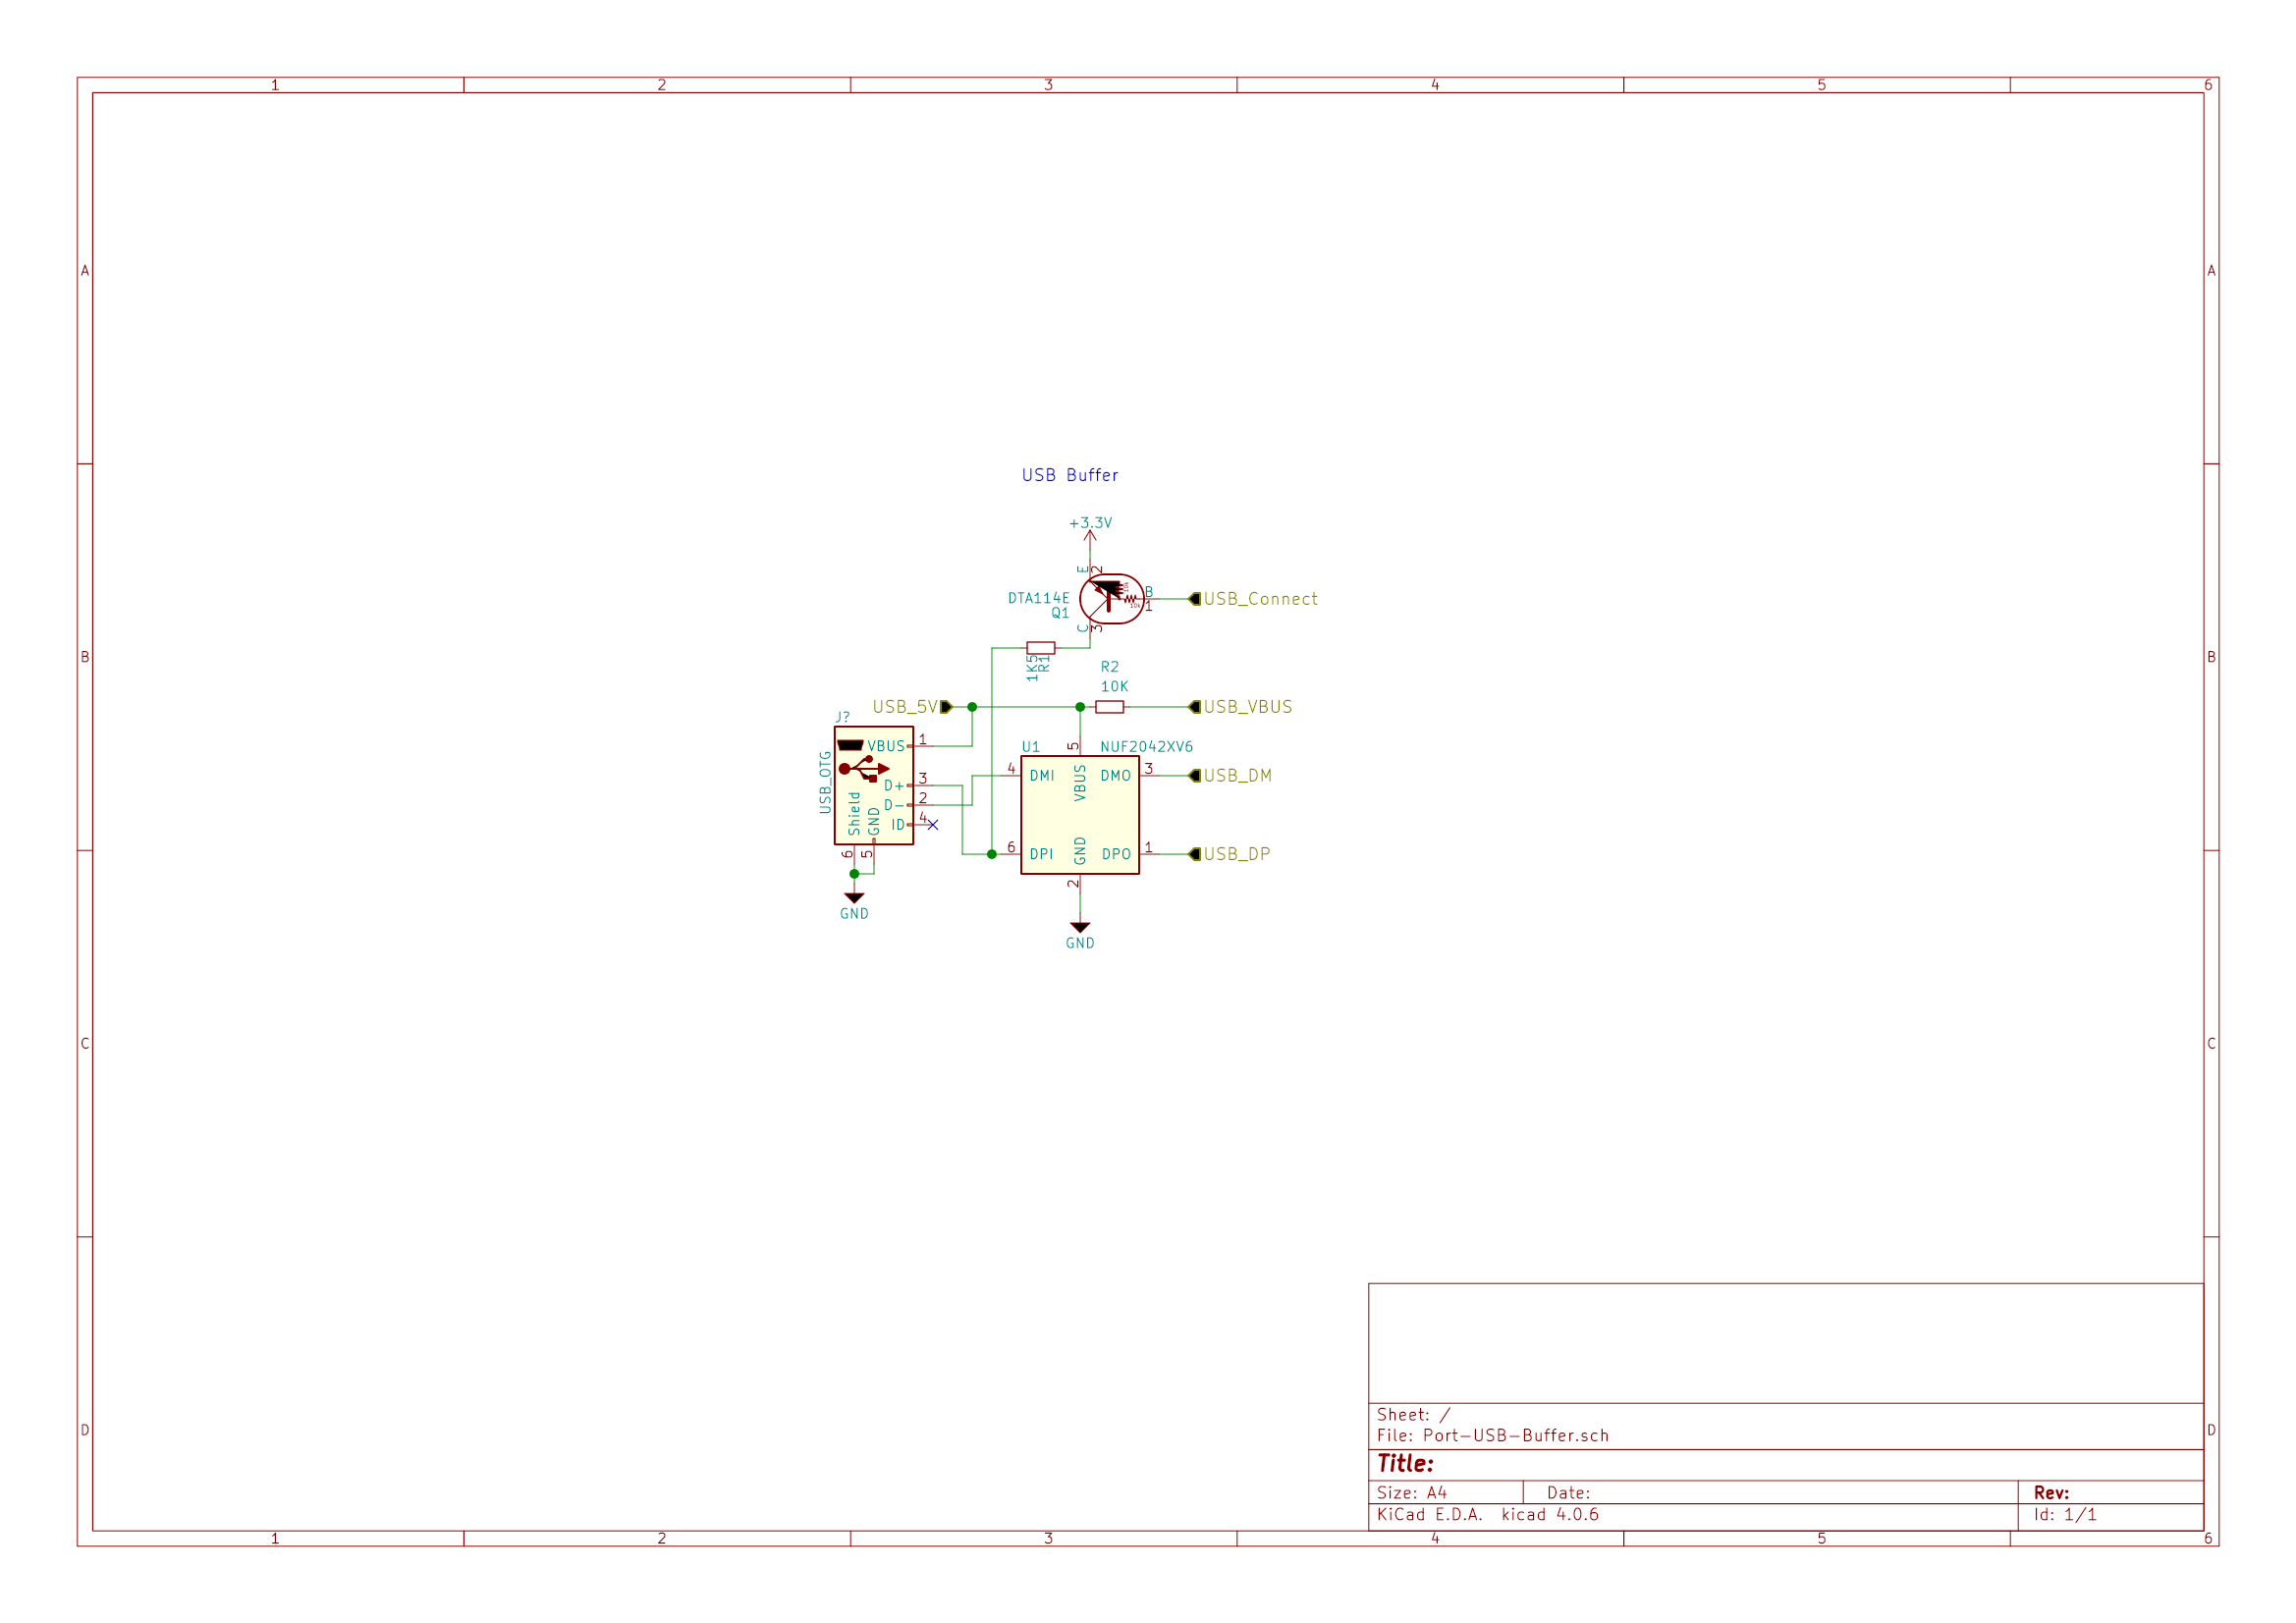 1 2 3 4 5 6
A A
USB Buffer
+3.3V
E 2
DTA114E
Q1
10k
10k
B
1
USB_Connect
C 3
1K5
R1
R2
10K
B B
USB_5V
USB_VBUS
J?
USB_OTG
VBUS 1
D+ 3
D- 2
ID 4
Shield 6
GND 5
GND
U1
NUF2042XV6
5 VBUS
4 DMI
DMO 3
USB_DM
6 DPI
DPO 1
USB_DP
GND 2
GND
C C
D D
Sheet: /
File: Port-USB-Buffer.sch
Title:
Size: A4 Date: Rev:
KiCad E.D.A. kicad 4.0.6 Id: 1/1
1 2 3 4 5 6